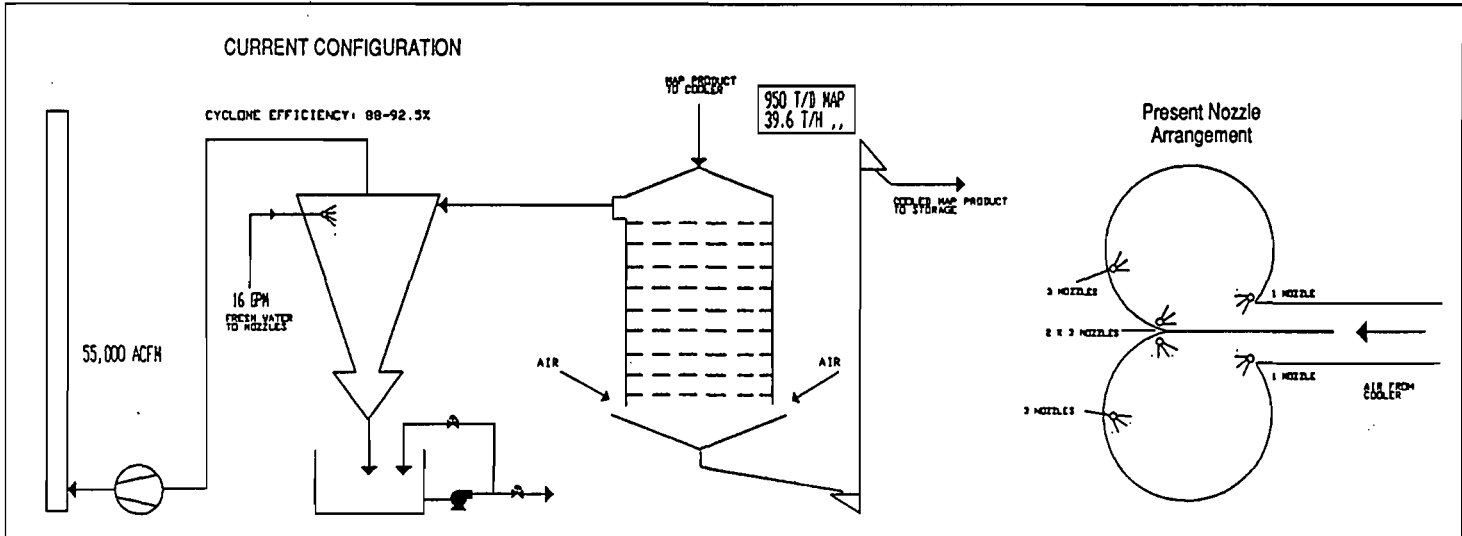 CURRENT CONFIGURATION
CYCLONE EFFICIENCY: 88-92.5%
MAP PRODUCT
TO COOLER
950 T/D MAP
39.6 T/H ,,
COOLED MAP PRODUCT
TO STORAGE
16 GPM
FRESH WATER
TO NOZZLES
55,000 ACFM
AIR
AIR
Present Nozzle
Arrangement
3 NOZZLES
1 NOZZLE
2 X 3 NOZZLES
1 NOZZLE
AIR FROM
COOLER
3 NOZZLES